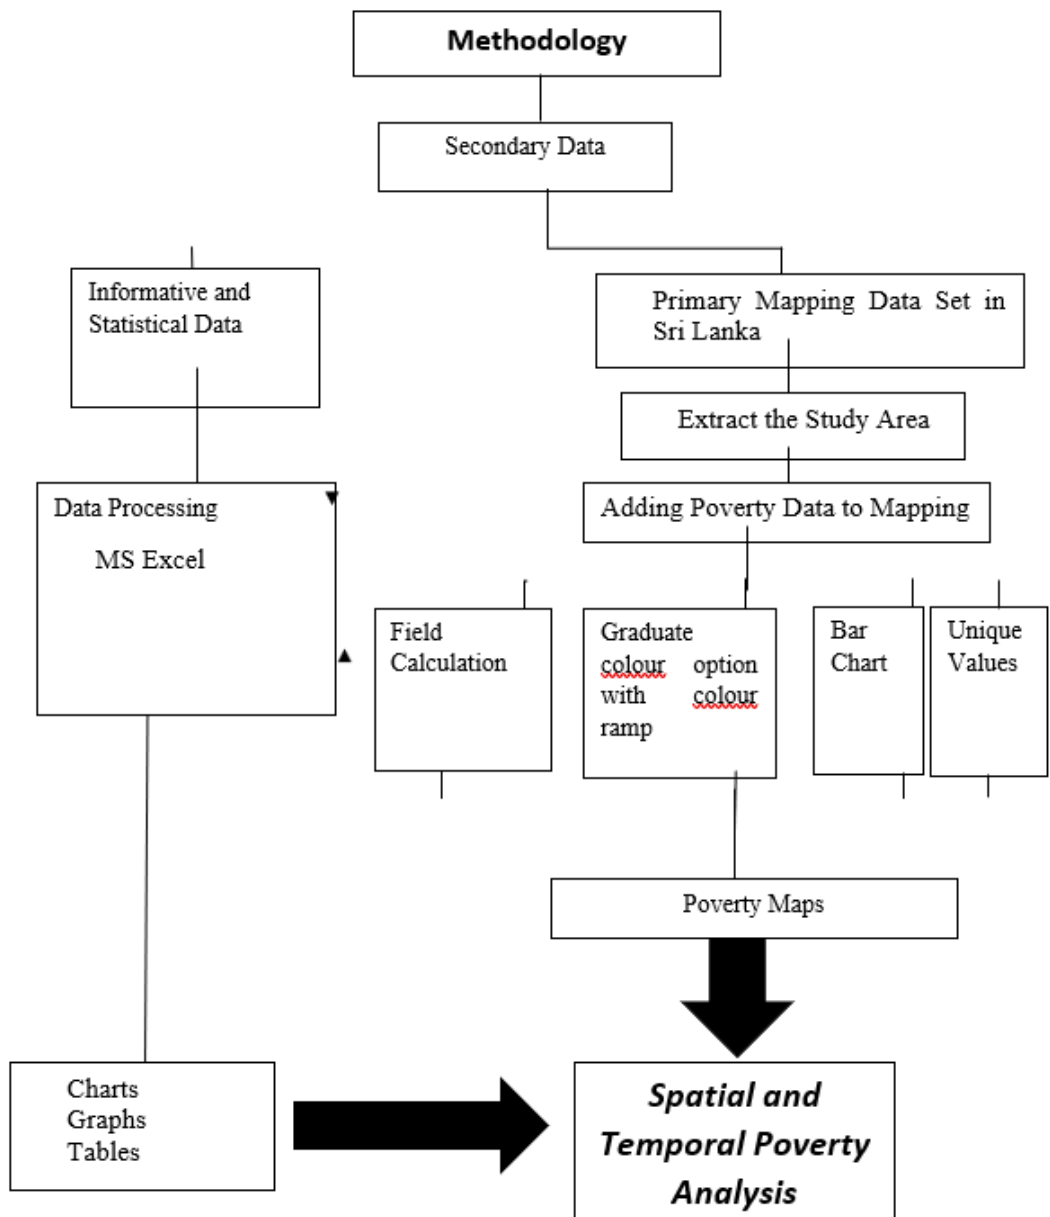 Methodology
Secondary Data
Informative and
Statistical Data
Primary Mapping Data Set in
Sri Lanka
Extract the Study Area
Data Processing
MS Excel
Adding Poverty Data to Mapping
Field
Calculation
Graduate
colour option
with colour
ramp
Bar
Chart
Unique
Values
Poverty Maps
Charts
Graphs
Tables
Spatial and
Temporal Poverty
Analysis